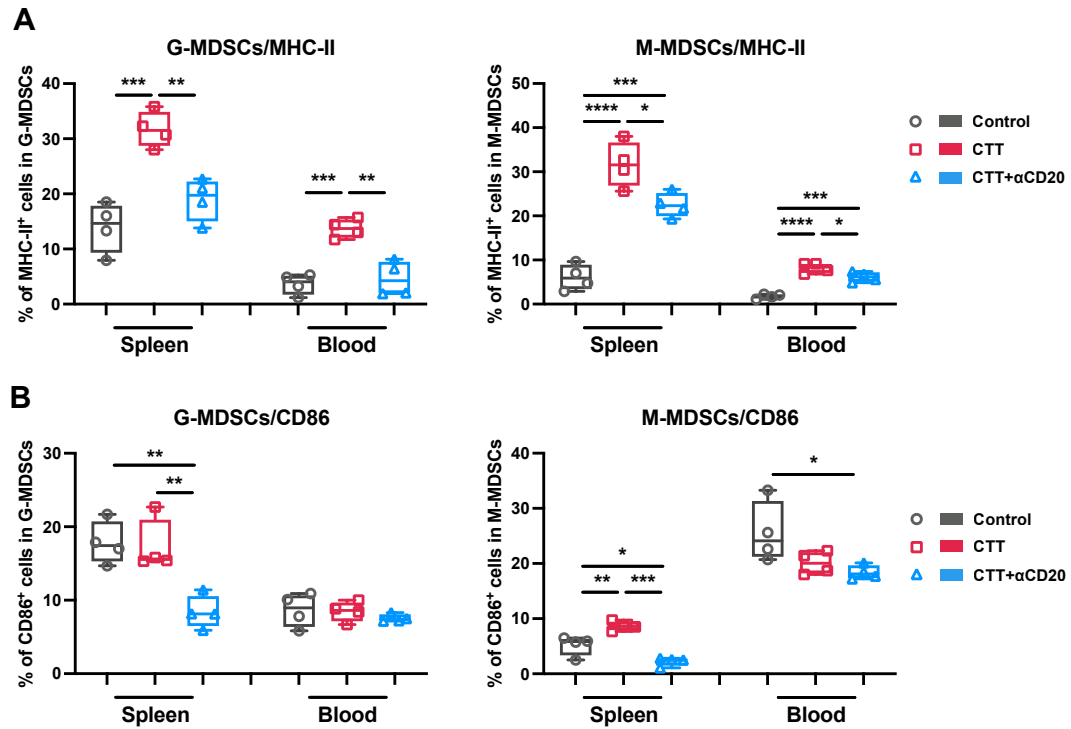 A
G-MDSCs/MHC-II
% of MHC-II⁺ cells in G-MDSCs
40
30
20
10
0
***
**
***
**
Spleen
Blood
M-MDSCs/MHC-II
% of MHC-II⁺ cells in M-MDSCs
50
40
30
20
10
0
***
****
*
***
****
*
Spleen
Blood
Control
CTT
CTT+αCD20
B
G-MDSCs/CD86
% of CD86⁺ cells in G-MDSCs
30
20
10
0
**
**
Spleen
Blood
M-MDSCs/CD86
% of CD86⁺ cells in M-MDSCs
40
30
20
10
0
*
**
***
*
Spleen
Blood
Control
CTT
CTT+αCD20